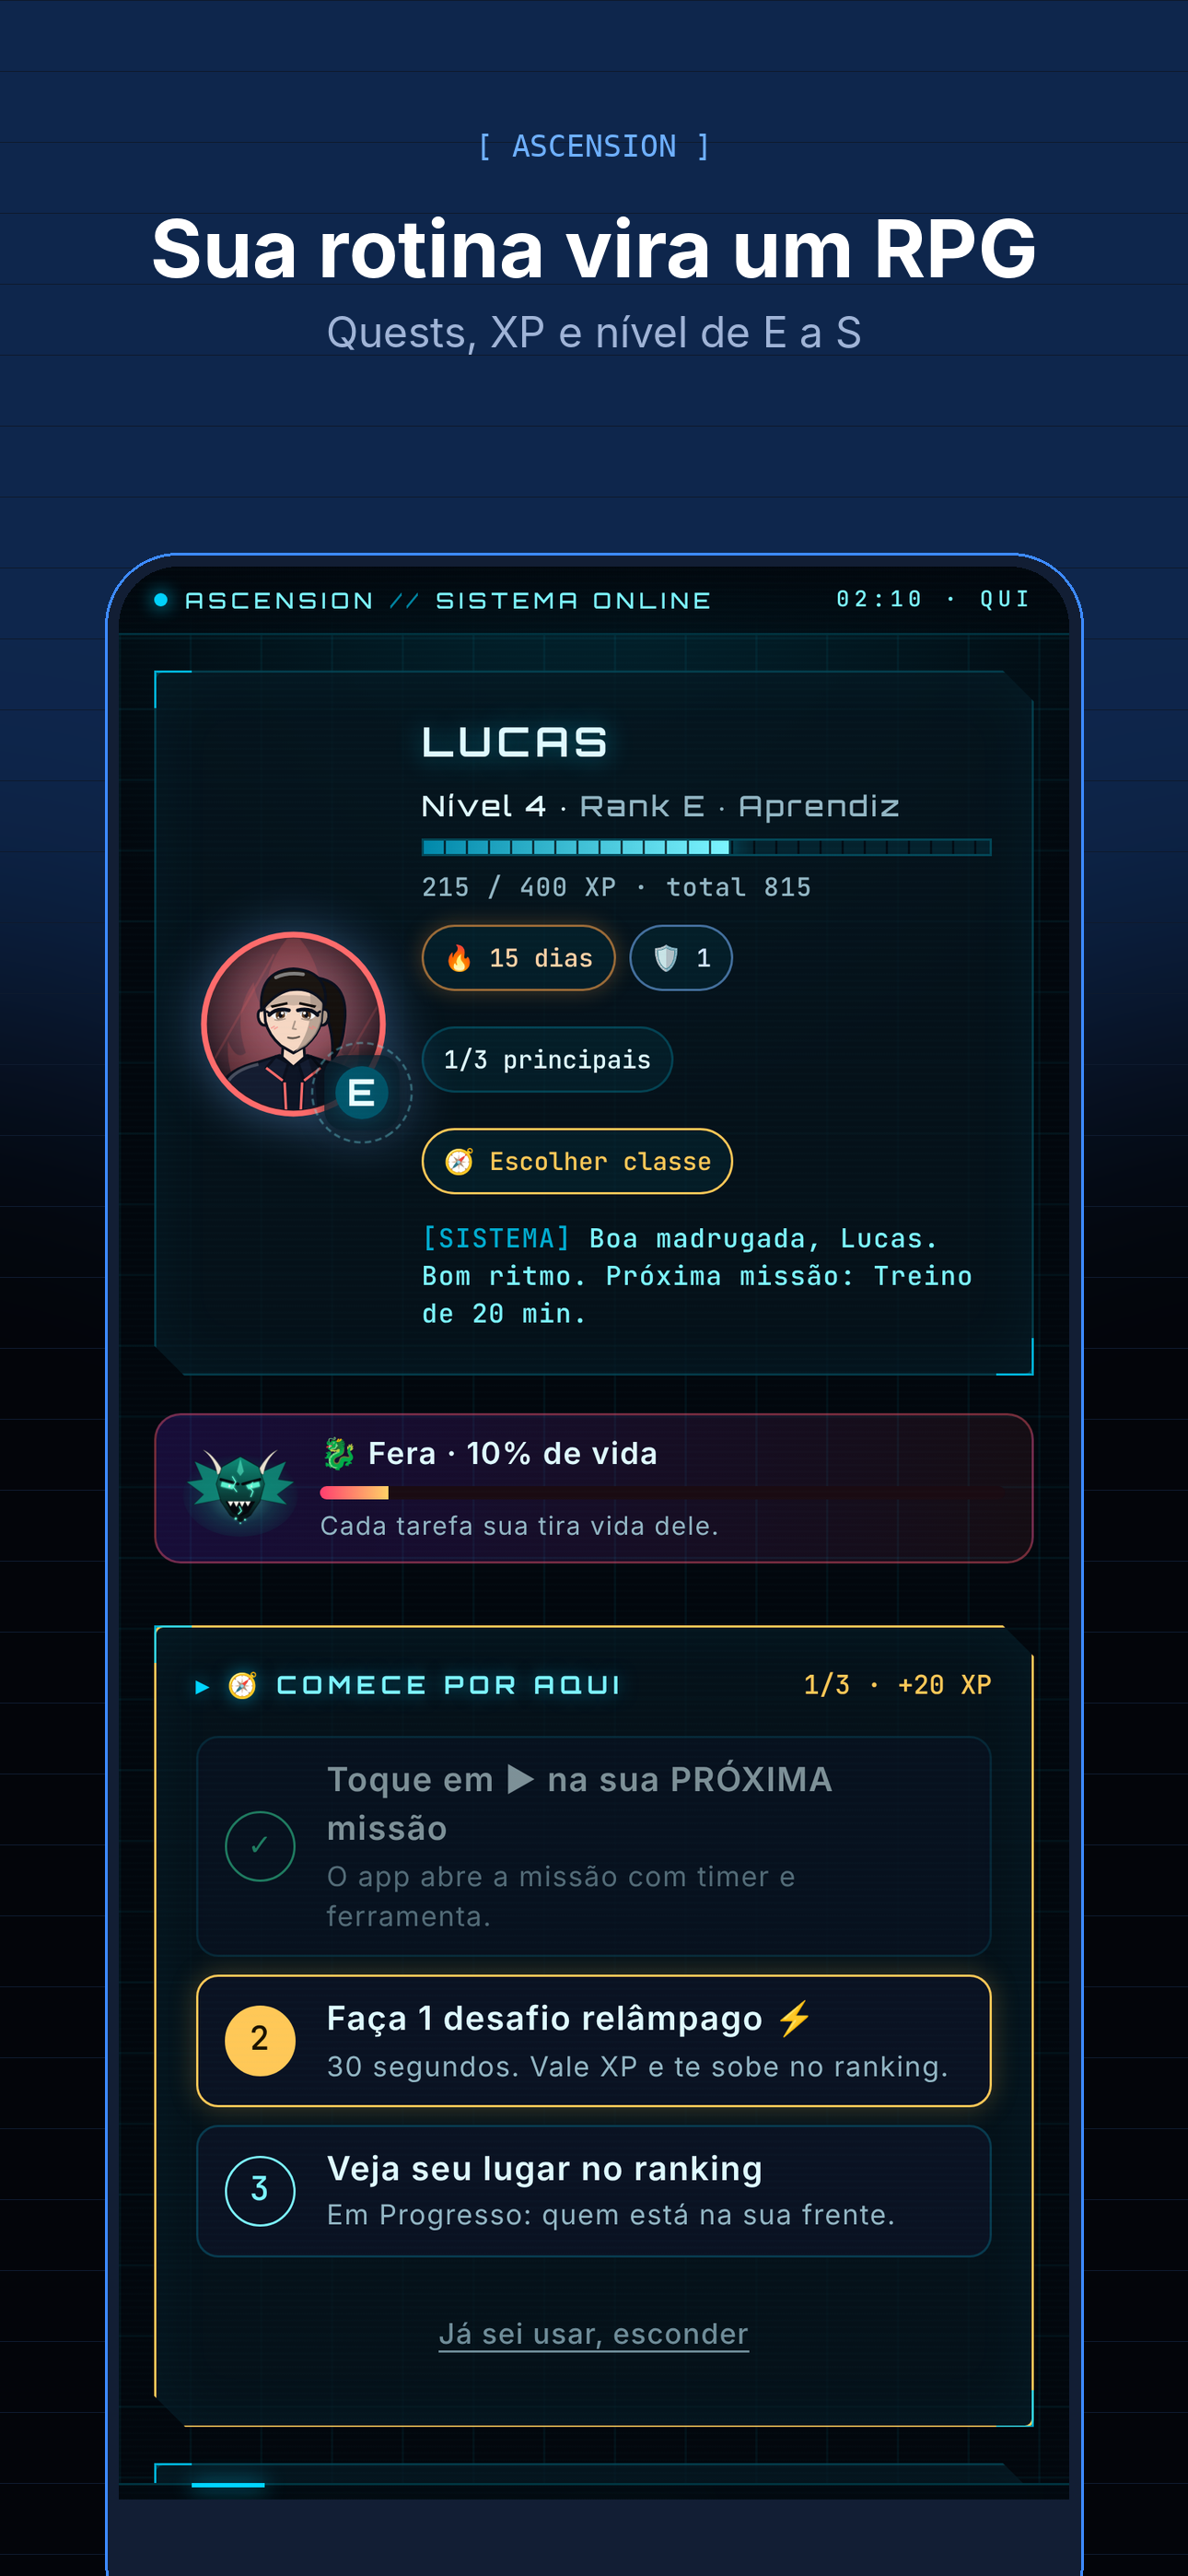 [ ASCENSION ]
Sua rotina vira um RPG
Quests, XP e nível de E a S
ASCENSION // SISTEMA ONLINE
02:10 · QUI
LUCAS
Nível 4 · Rank E · Aprendiz
215 / 400 XP · total 815
🔥 15 dias
🛡️ 1
1/3 principais
E
🧭 Escolher classe
[SISTEMA] Boa madrugada, Lucas.
Bom ritmo. Próxima missão: Treino
de 20 min.
🐉 Fera · 10% de vida
Cada tarefa sua tira vida dele.
▶ 🧭 COMECE POR AQUI
1/3 · +20 XP
Toque em ▶ na sua PRÓXIMA
missão
✓
O app abre a missão com timer e
ferramenta.
2
Faça 1 desafio relâmpago ⚡
30 segundos. Vale XP e te sobe no ranking.
3
Veja seu lugar no ranking
Em Progresso: quem está na sua frente.
Já sei usar, esconder